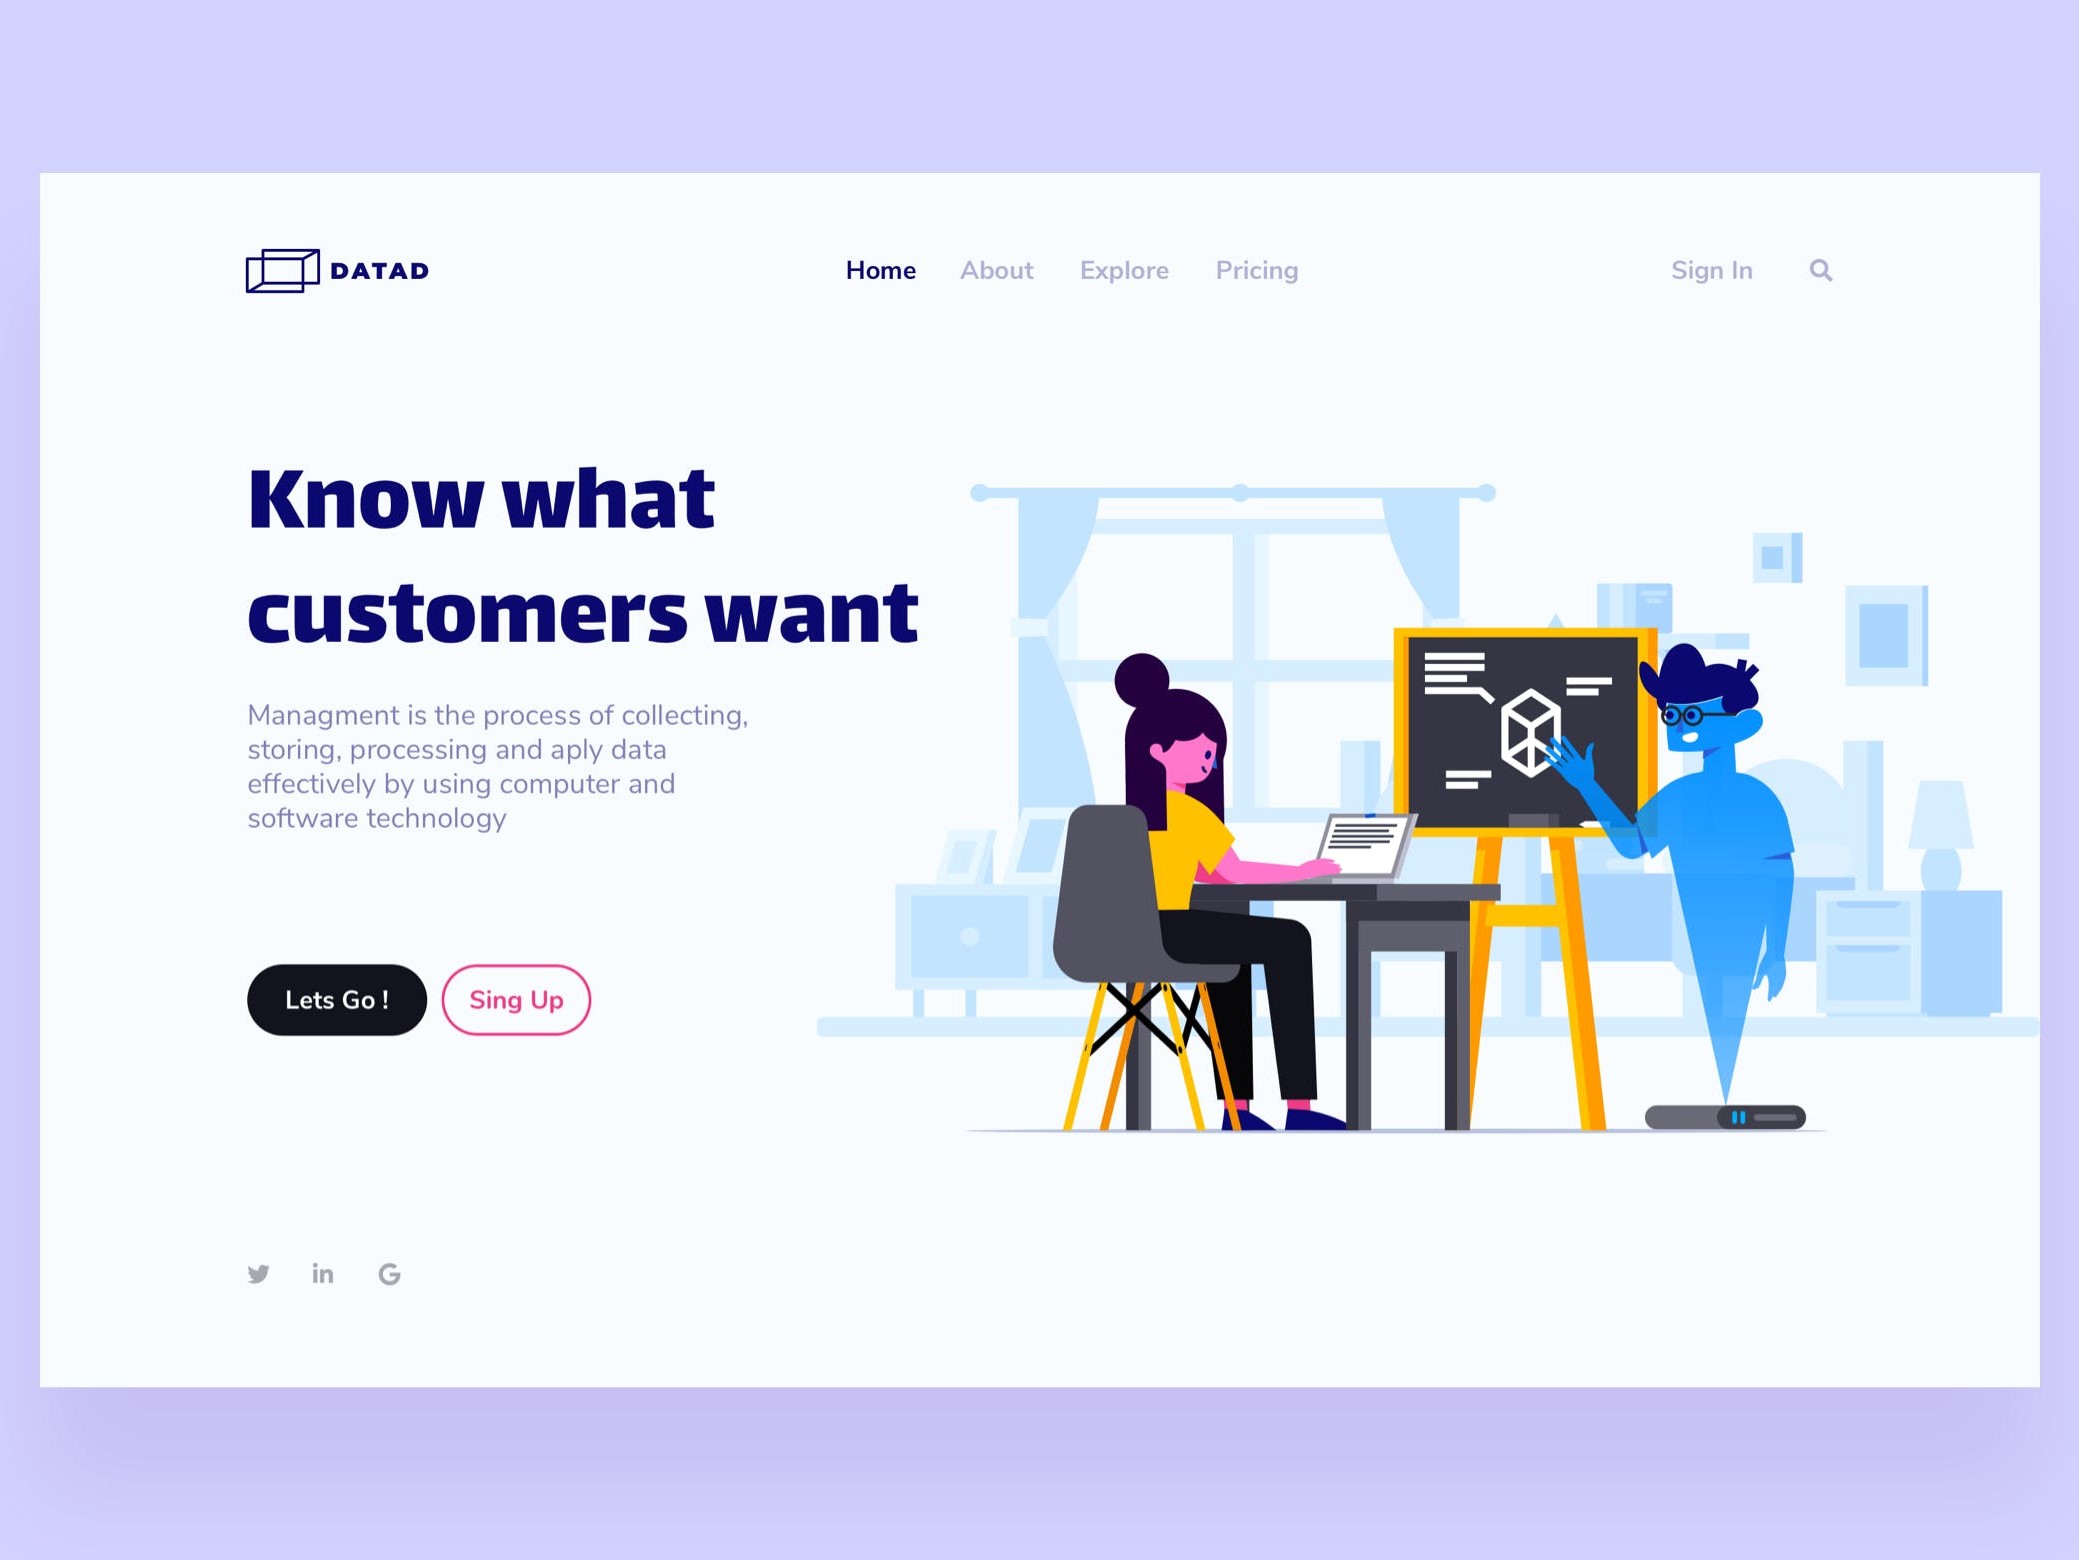 DATAD
Home
About
Explore
Pricing
Sign In
Know what
customers want
Managment is the process of collecting,
storing, processing and aply data
effectively by using computer and
software technology
Lets Go !
Sing Up